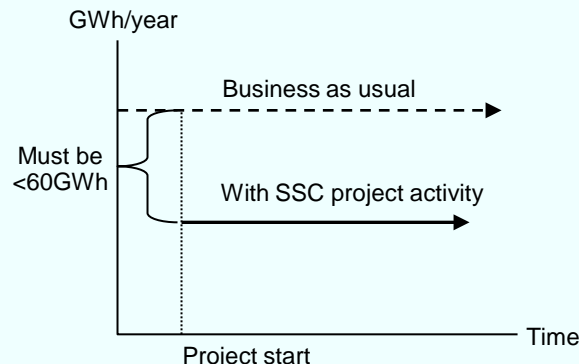 GWh/year
Business as usual
Must be
<60GWh
With SSC project activity
Time
Project start